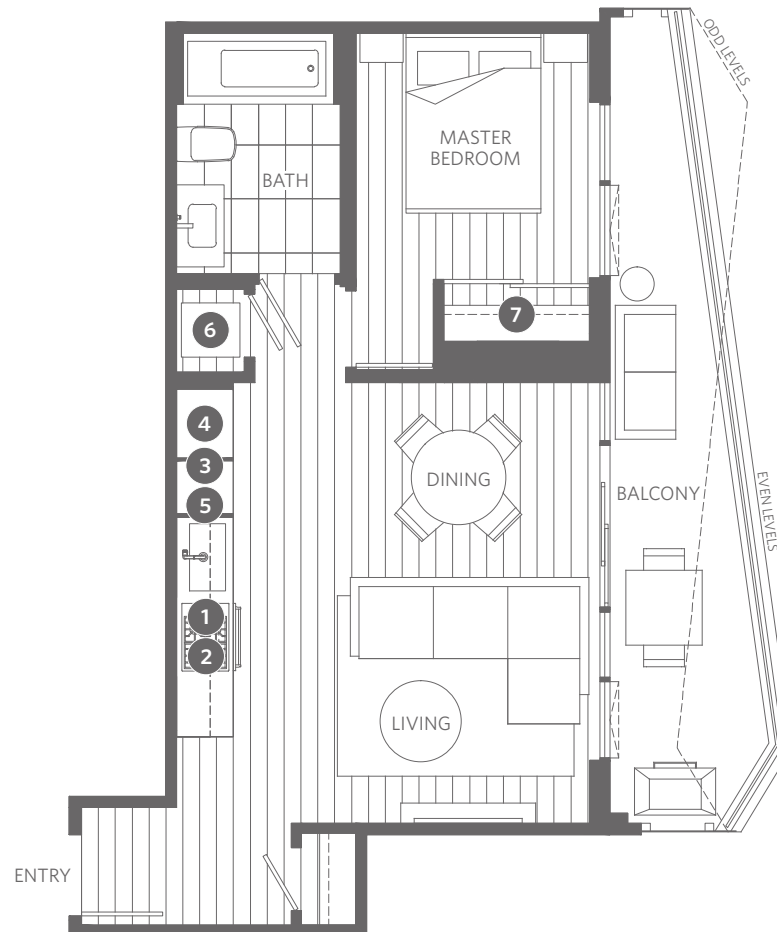 ODD LEVELS
MASTER
BEDROOM
BATH
7
6
4
3
DINING
5
BALCONY
EVEN LEVELS
1
2
LIVING
ENTRY